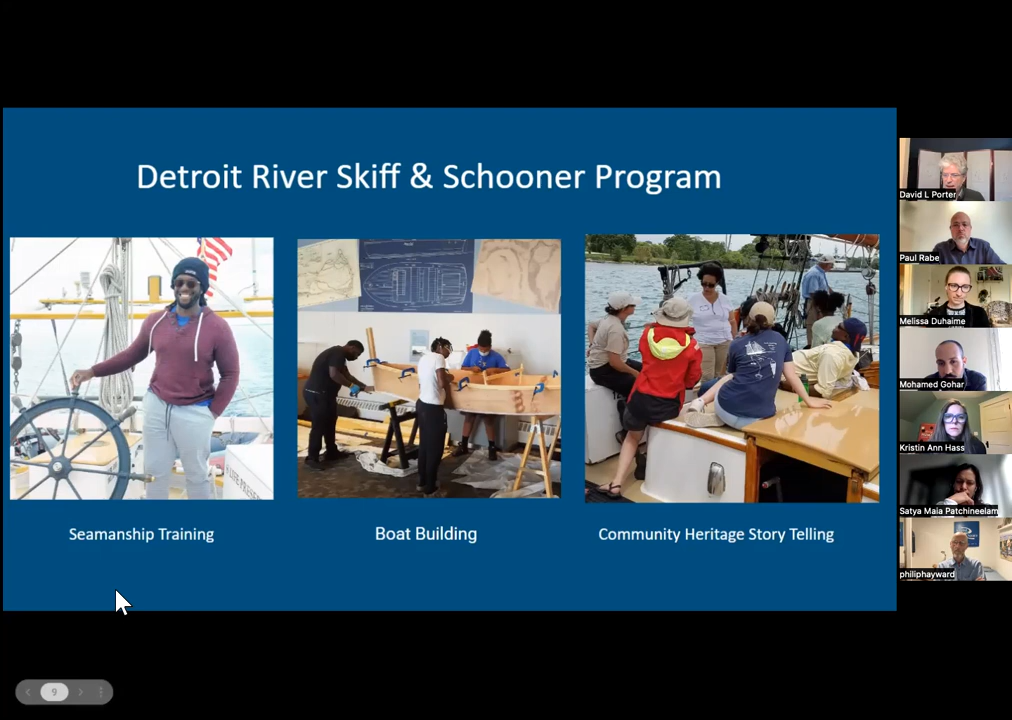 Detroit River Skiff & Schooner Program
Seamanship Training
Boat Building
Community Heritage Story Telling
David L Porter
Paul Rabe
Melissa Duhaime
Mohamed Gohar
Kristin Ann Hass
Satya Maia Patchineelam
philiphayward
9